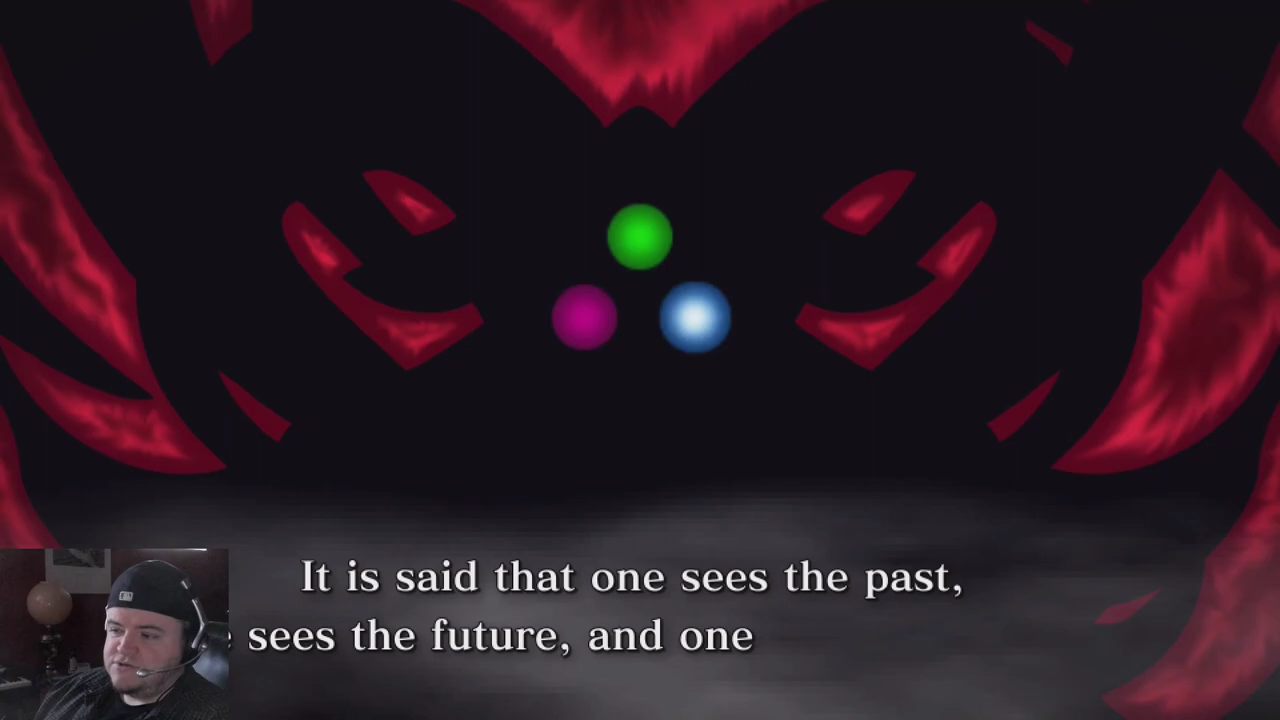 It is said that one sees the past,
sees the future, and one